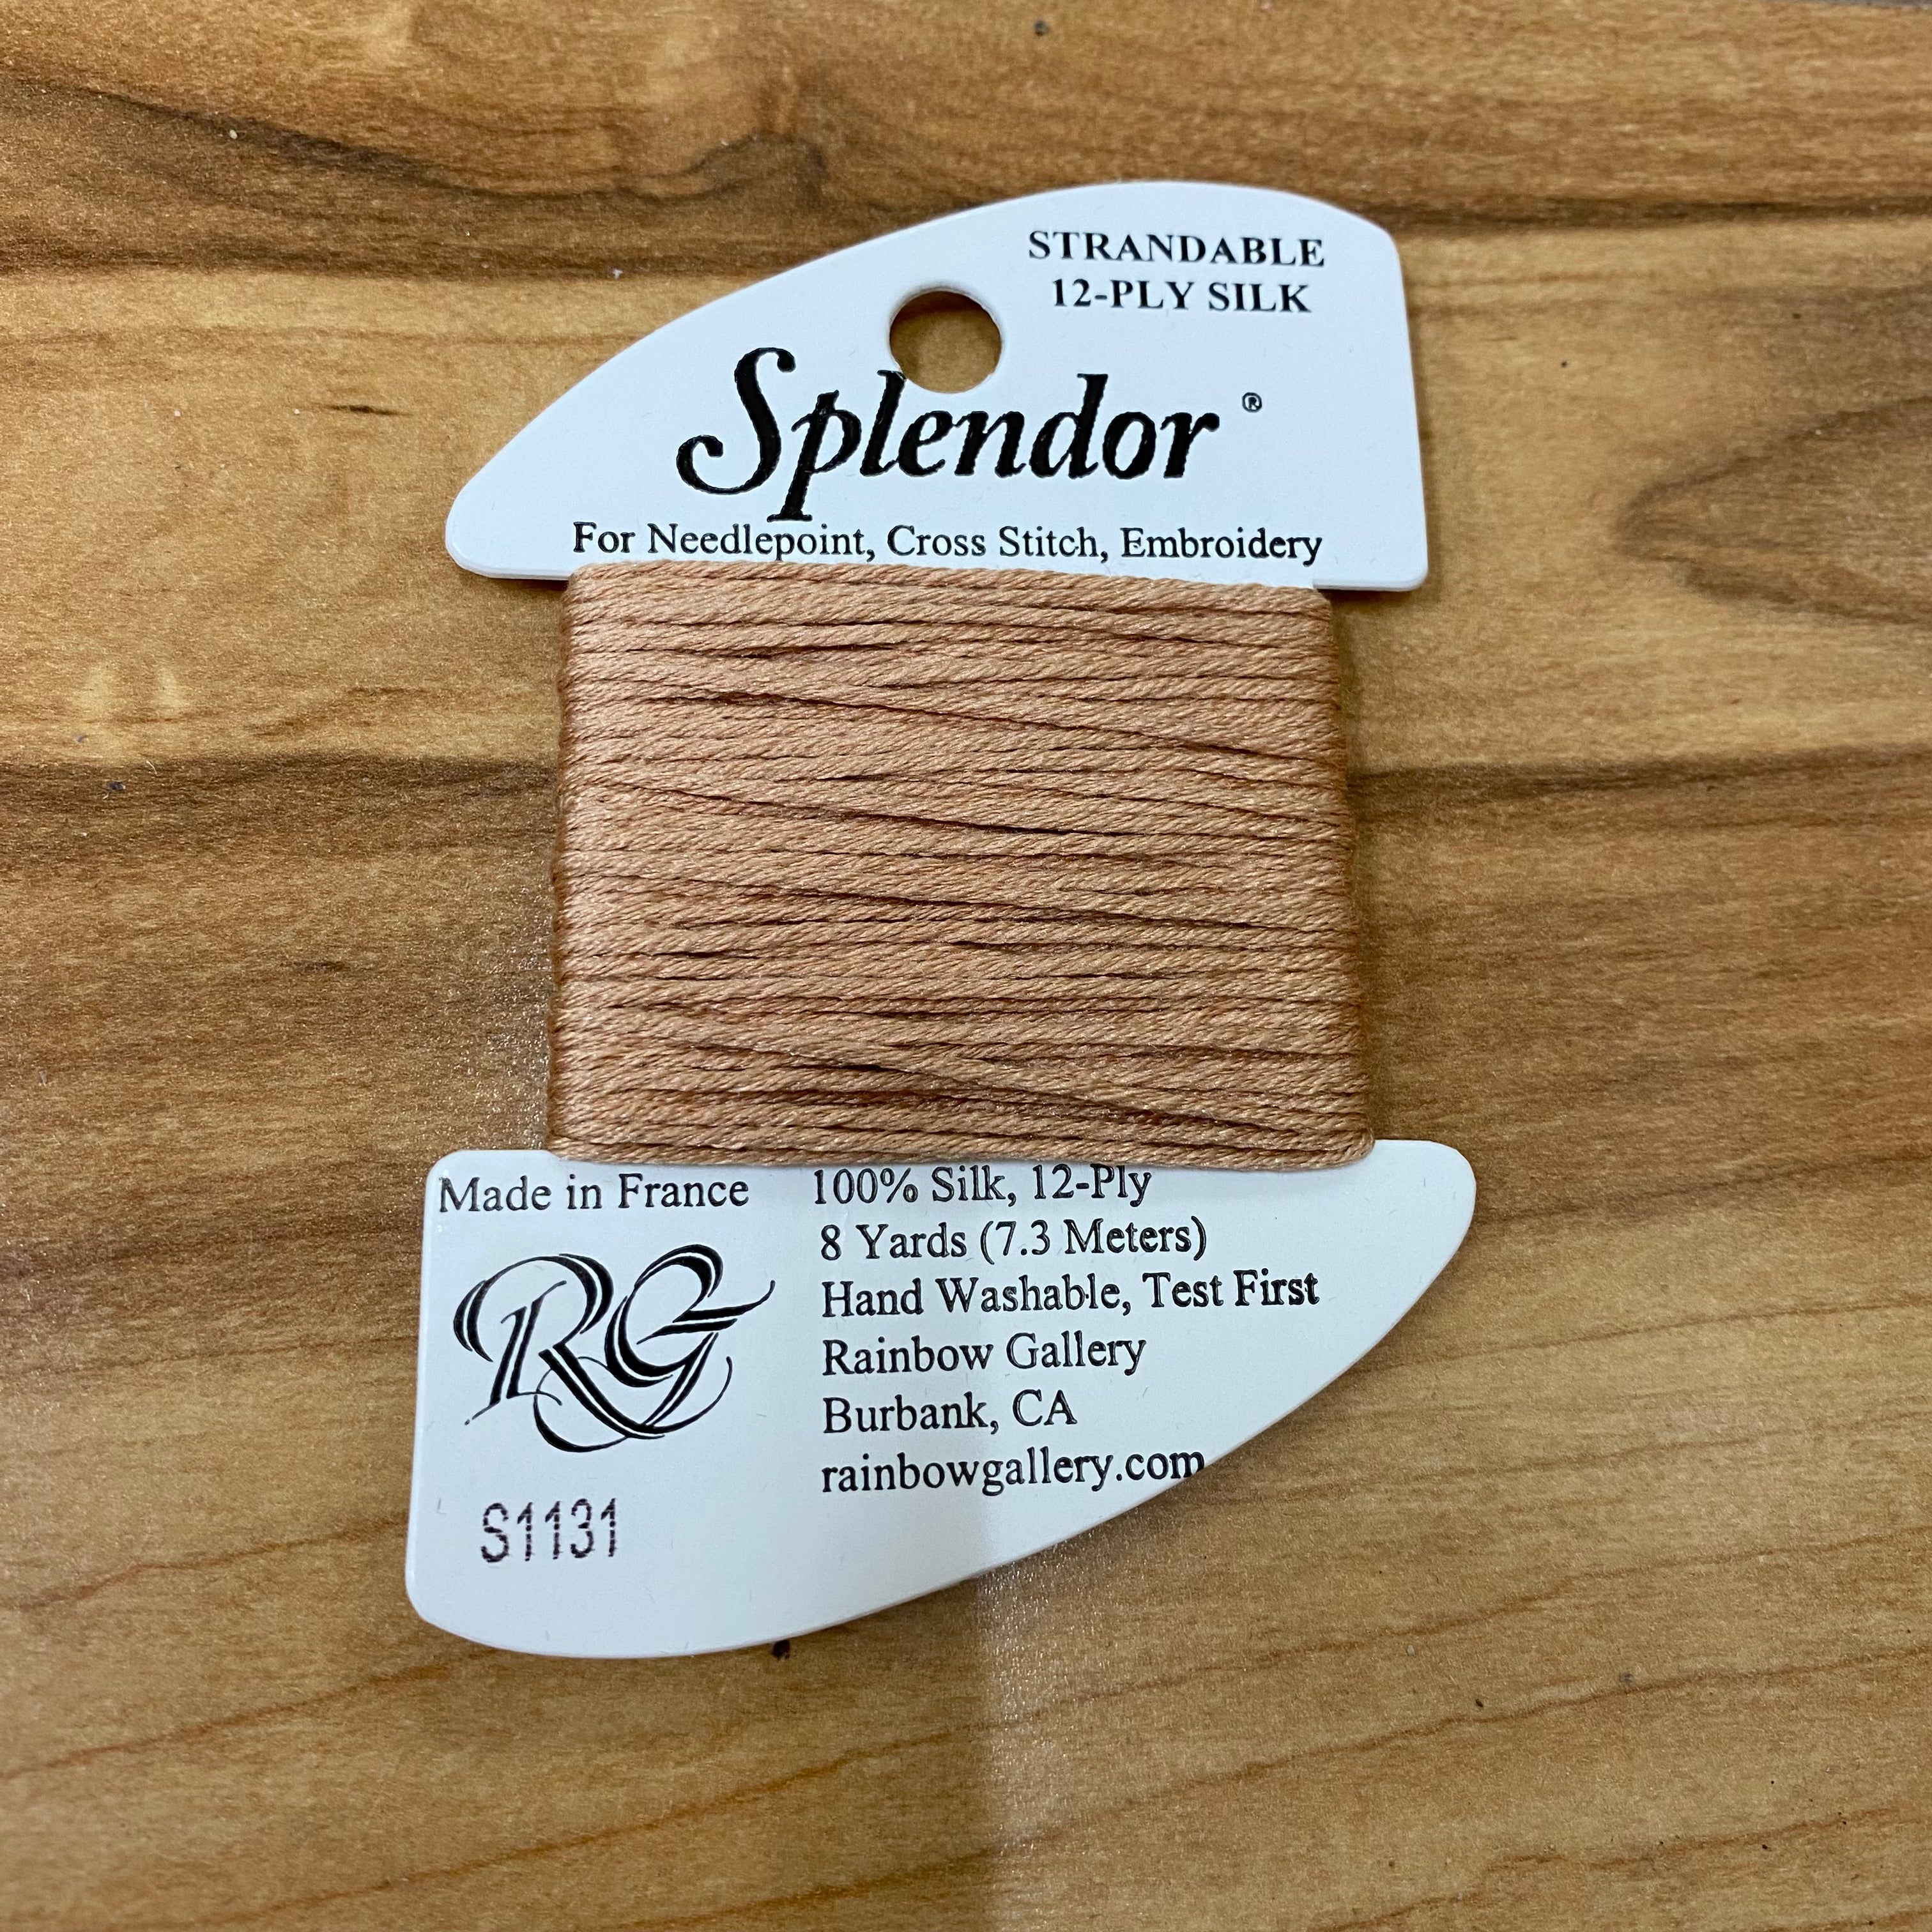 STRANDABLE
12-PLY SILK
Splendor ®
For Needlepoint, Cross Stitch, Embroidery
Made in France
RG
S1131
100% Silk, 12-Ply
8 Yards (7.3 Meters)
Hand Washable, Test First
Rainbow Gallery
Burbank, CA
rainbowgallery.com